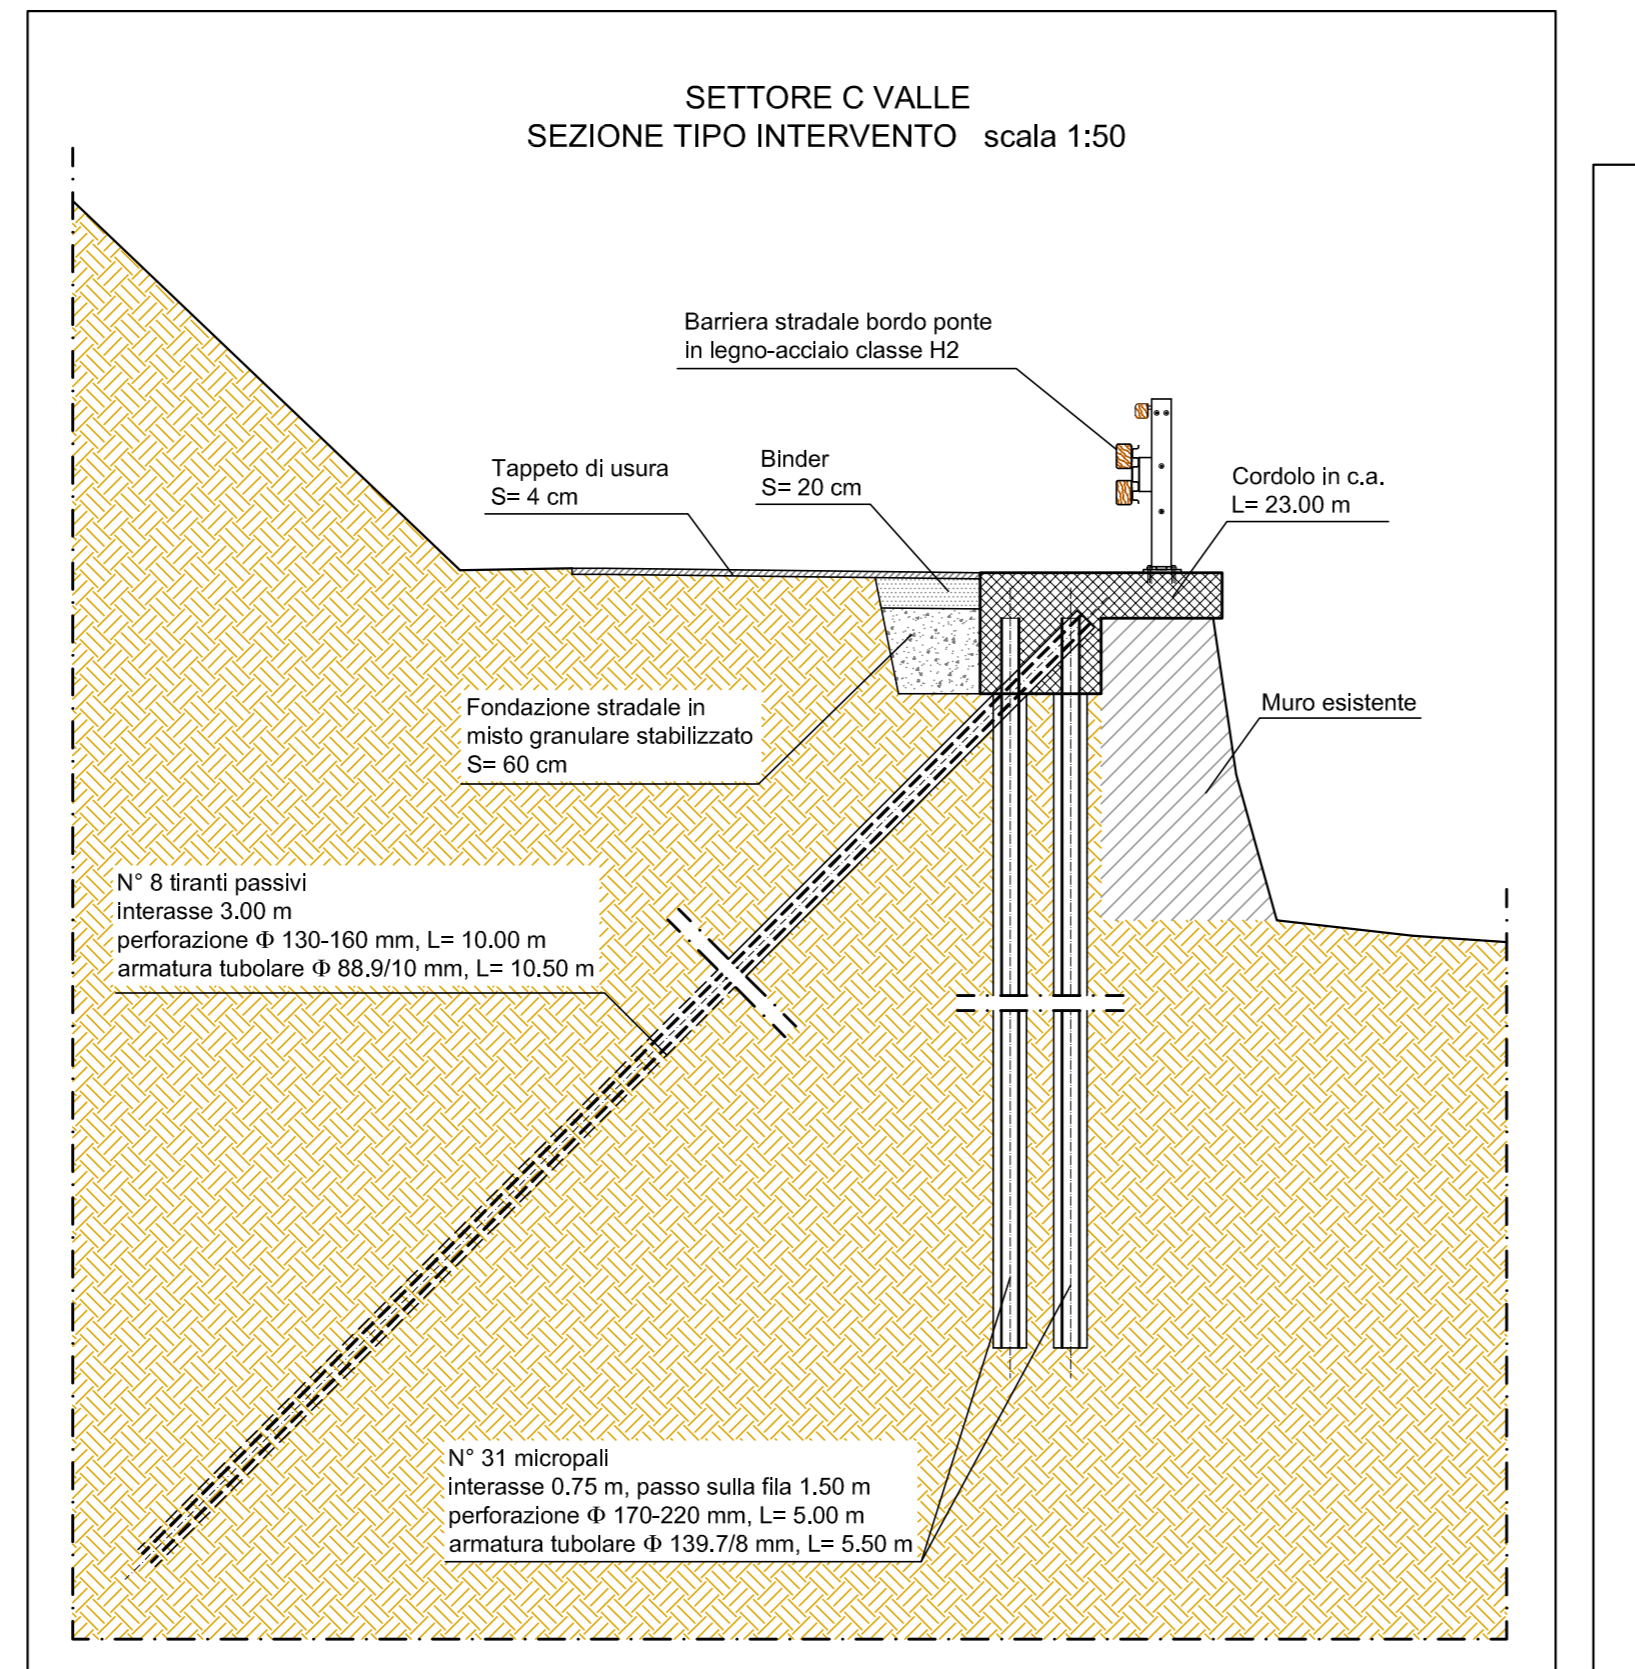 SETTORE C VALLE
SEZIONE TIPO INTERVENTO scala 1:50
Barriera stradale bordo ponte
in legno-acciaio classe H2
Tappeto di usura
S= 4 cm
Binder
S= 20 cm
Cordolo in c.a.
L= 23.00 m
Fondazione stradale in
misto granulare stabilizzato
S= 60 cm
Muro esistente
N° 8 tiranti passivi
interasse 3.00 m
perforazione Φ 130-160 mm, L= 10.00 m
armatura tubolare Φ 88.9/10 mm, L= 10.50 m
N° 31 micropali
interasse 0.75 m, passo sulla fila 1.50 m
perforazione Φ 170-220 mm, L= 5.00 m
armatura tubolare Φ 139.7/8 mm, L= 5.50 m